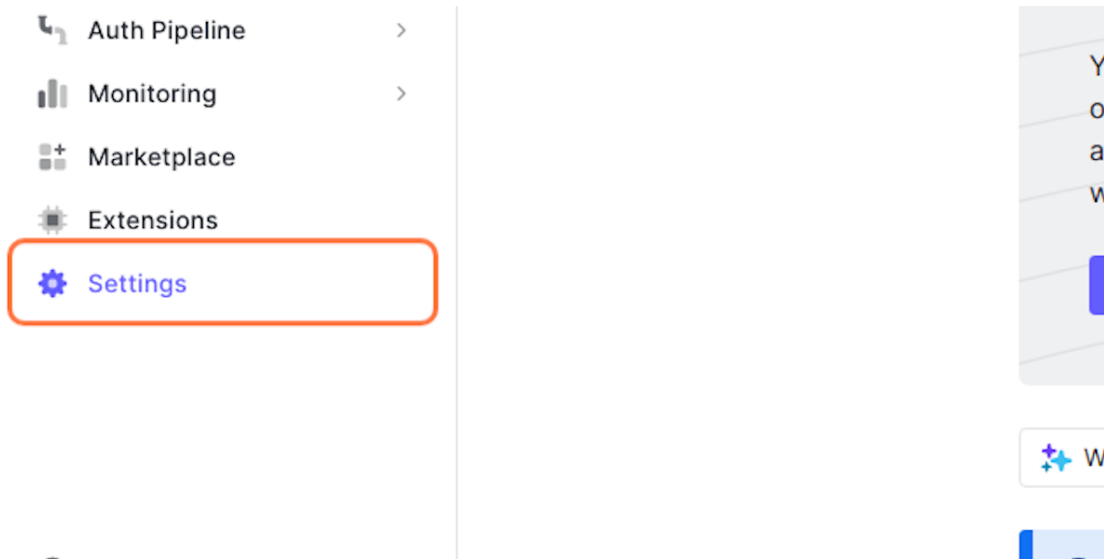 Auth Pipeline
Monitoring
Marketplace
Extensions
Settings